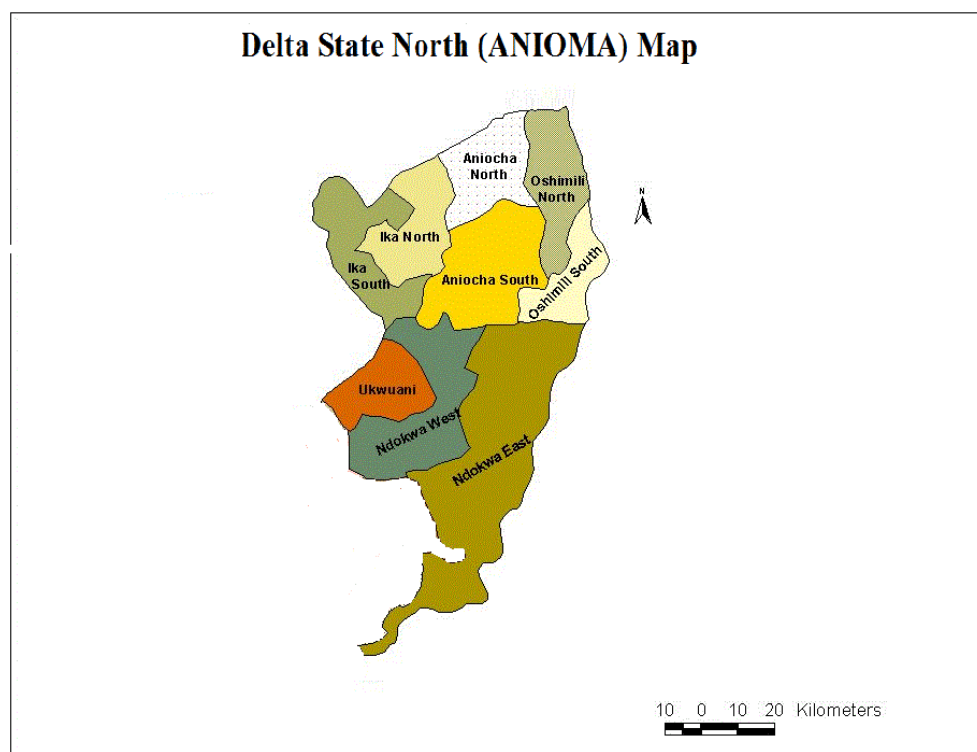 Delta State North (ANIOMA) Map
Aniocha
North
Oshimili
North
N
Ika North
Ika
South
Aniocha South
Oshimili South
Ukwuani
Ndokwa West
Ndokwa East
10 0 10 20 Kilometers